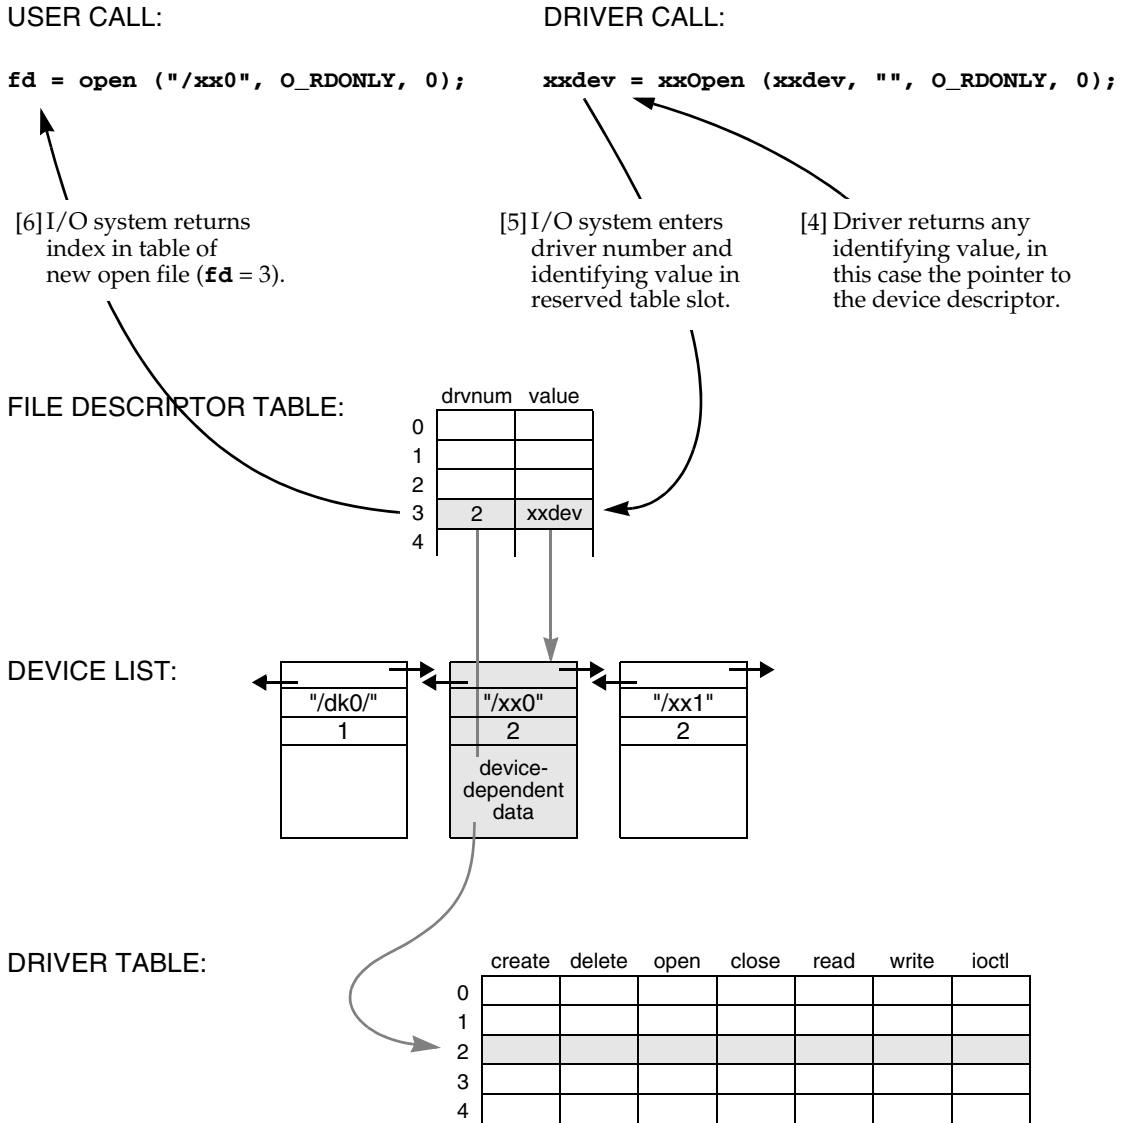 USER CALL:
DRIVER CALL:
fd = open ("/xx0", O_RDONLY, 0);
xxdev = xxOpen (xxdev, "", O_RDONLY, 0);
[6] I/O system returns
index in table of
new open file (fd = 3).
[5] I/O system enters
driver number and
identifying value in
reserved table slot.
[4] Driver returns any
identifying value, in
this case the pointer to
the device descriptor.
FILE DESCRIPTOR TABLE:
drvnum value
0
1
2
3 2 xxdev
4
DEVICE LIST:
"/dk0/"
1
"/xx0"
2
device-
dependent
data
"/xx1"
2
DRIVER TABLE:
create delete open close read write ioctl
0
1
2
3
4